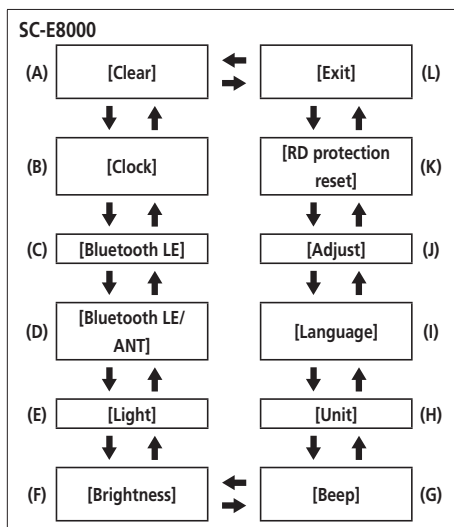 SC-E8000
(A) [Clear] [Exit] (L)
(B) [Clock] [RD protection
reset] (K)
(C) [Bluetooth LE] [Adjust] (J)
(D) [Bluetooth LE/
ANT] [Language] (I)
(E) [Light] [Unit] (H)
(F) [Brightness] [Beep] (G)